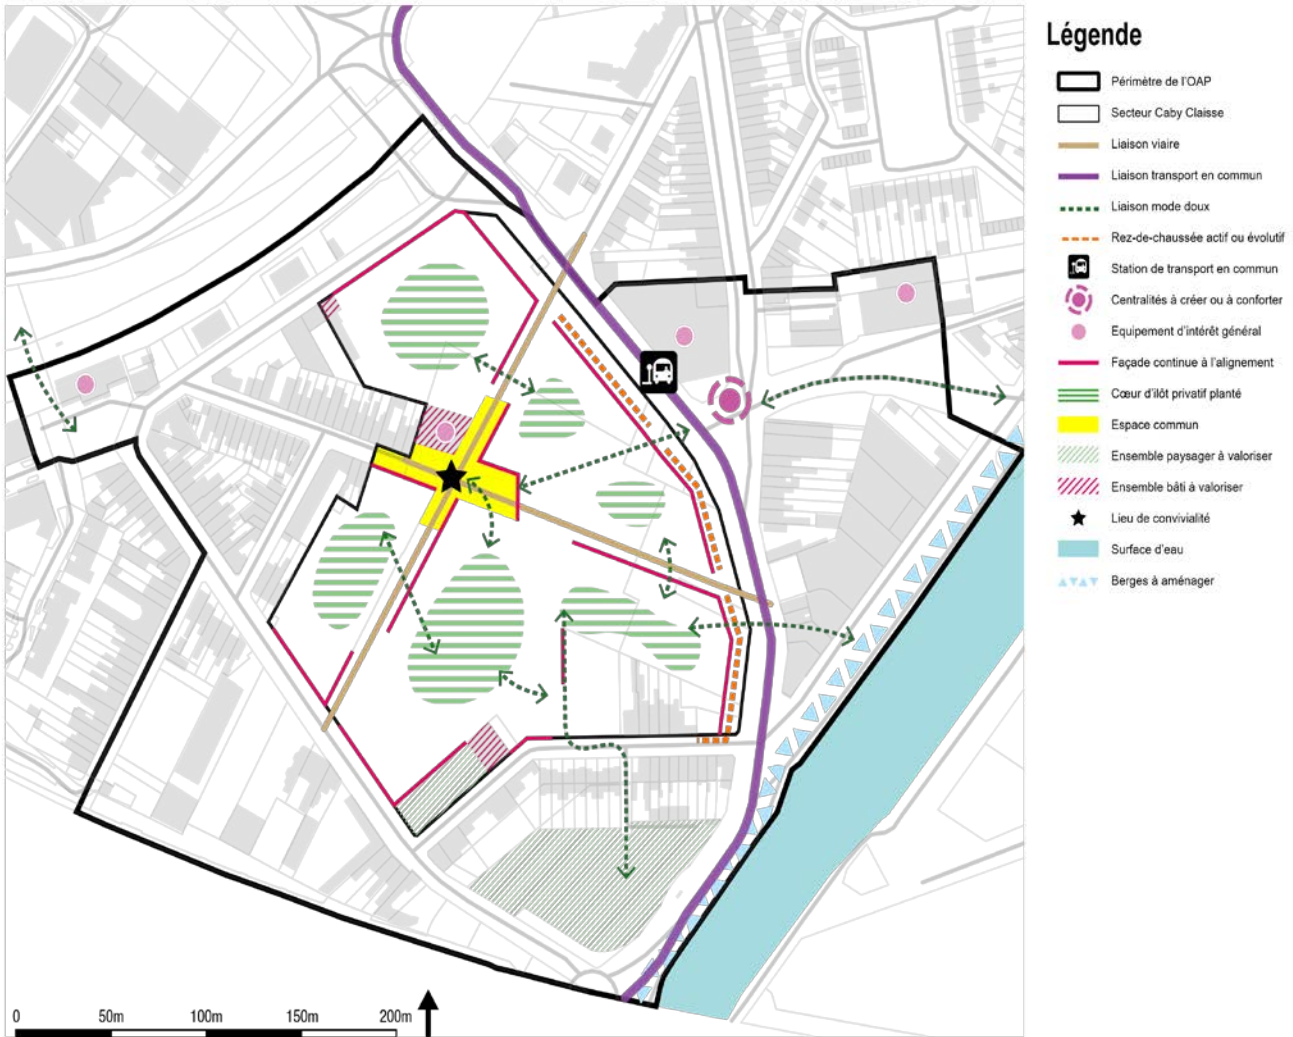 Légende
Périmètre de l'OAP
Secteur Caby Claisse
Liaison viaire
Liaison transport en commun
Liaison mode doux
Rez-de-chaussée actif ou évolutif
Station de transport en commun
Centralités à créer ou à conforter
Equipement d'intérêt général
Façade continue à l'alignement
Cœur d'îlot privatif planté
Espace commun
Ensemble paysager à valoriser
Ensemble bâti à valoriser
Lieu de convivialité
Surface d'eau
Berges à aménager
0 50m 100m 150m 200m